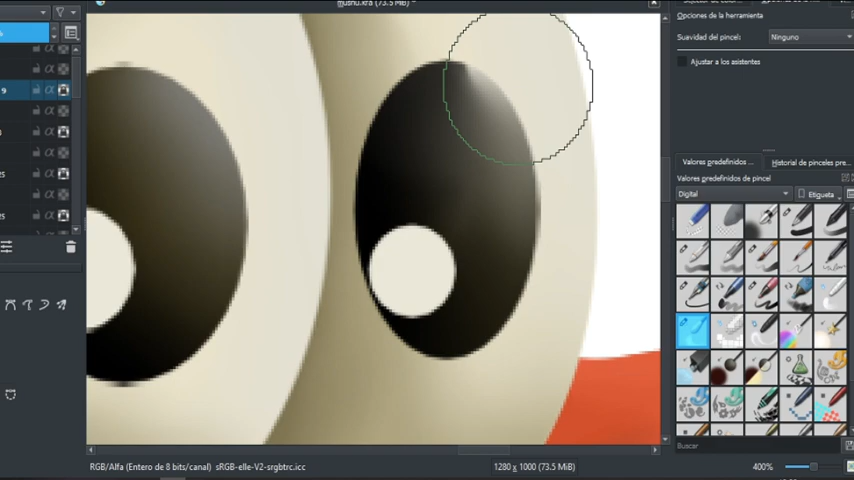 mushu.kra (73.5 MiB) *
Opciones de la herramienta
Suavidad del pincel:
Ninguno
Ajustar a los asistentes
Valores predefinidos ...
Historial de pinceles pre...
Valores predefinidos de pincel
Digital
Etiqueta
Buscar
RGB/Alfa (Entero de 8 bits/canal) sRGB-elle-V2-srgbtrc.icc
1280 x 1000 (73.5 MiB)
400%